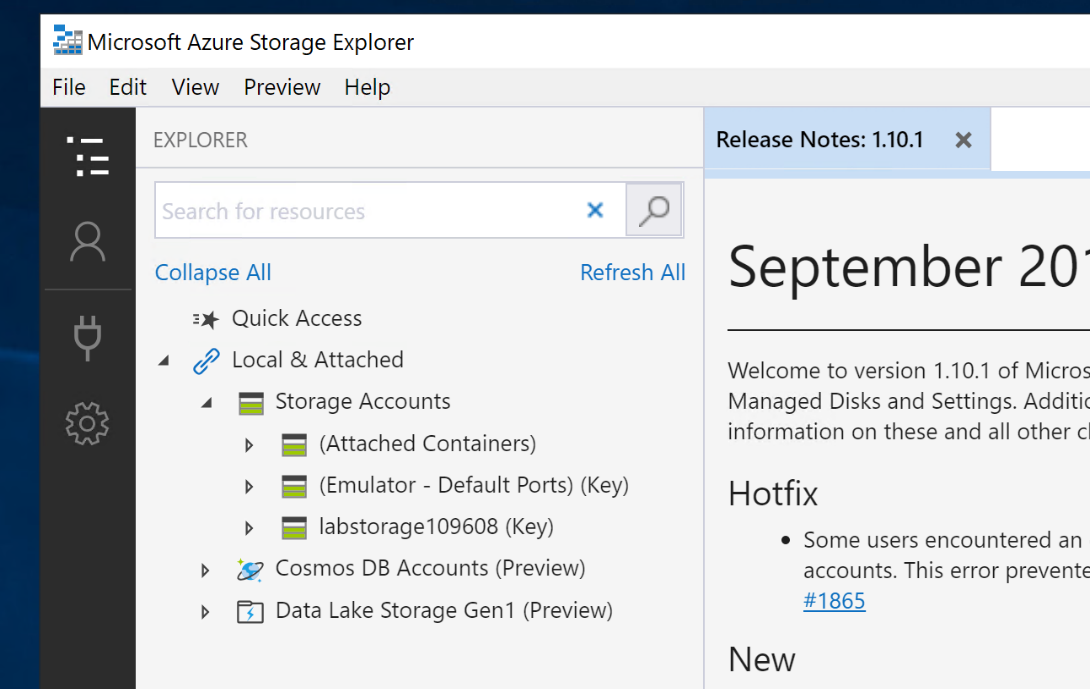 Microsoft Azure Storage Explorer
File Edit View Preview Help
EXPLORER
Search for resources
Collapse All Refresh All
Quick Access
Local & Attached
Storage Accounts
(Attached Containers)
(Emulator - Default Ports) (Key)
labstorage109608 (Key)
Cosmos DB Accounts (Preview)
Data Lake Storage Gen1 (Preview)
Release Notes: 1.10.1
September 201
Welcome to version 1.10.1 of Micros
Managed Disks and Settings. Additio
information on these and all other c
Hotfix
Some users encountered an
accounts. This error prevente
#1865
New